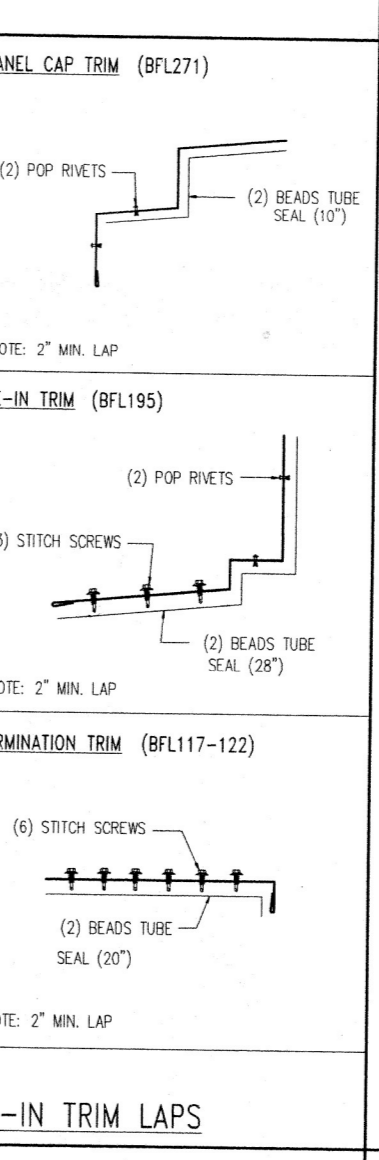 ANEL CAP TRIM (BFL271)
(2) POP RIVETS
(2) BEADS TUBE
SEAL (10")
OTE: 2" MIN. LAP
-IN TRIM (BFL195)
(2) POP RIVETS
3) STITCH SCREWS
(2) BEADS TUBE
SEAL (28")
OTE: 2" MIN. LAP
RMINATION TRIM (BFL117-122)
(6) STITCH SCREWS
(2) BEADS TUBE
SEAL (20")
OTE: 2" MIN. LAP
-IN TRIM LAPS